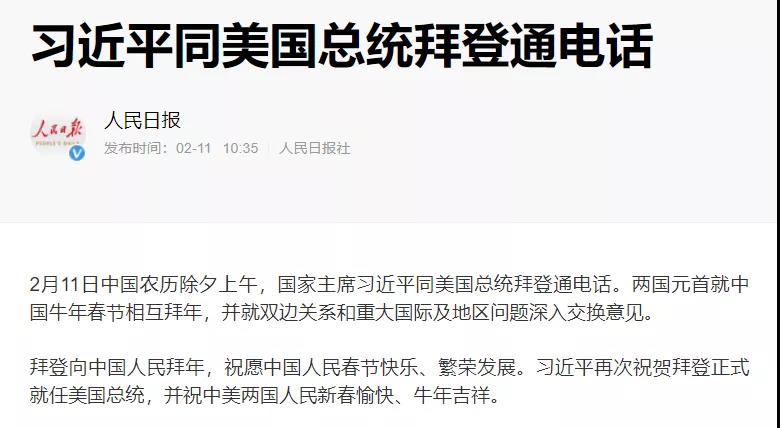 习近平同美国总统拜登通电话
人民日报
人民日报
PEOPLE'S DAILY
发布时间：02-11 10:35 人民日报社
2月11日中国农历除夕上午，国家主席习近平同美国总统拜登通电话。两国元首就中
国牛年春节相互拜年，并就双边关系和重大国际及地区问题深入交换意见。
拜登向中国人民拜年，祝愿中国人民春节快乐、繁荣发展。习近平再次祝贺拜登正式
就任美国总统，并祝中美两国人民新春愉快、牛年吉祥。